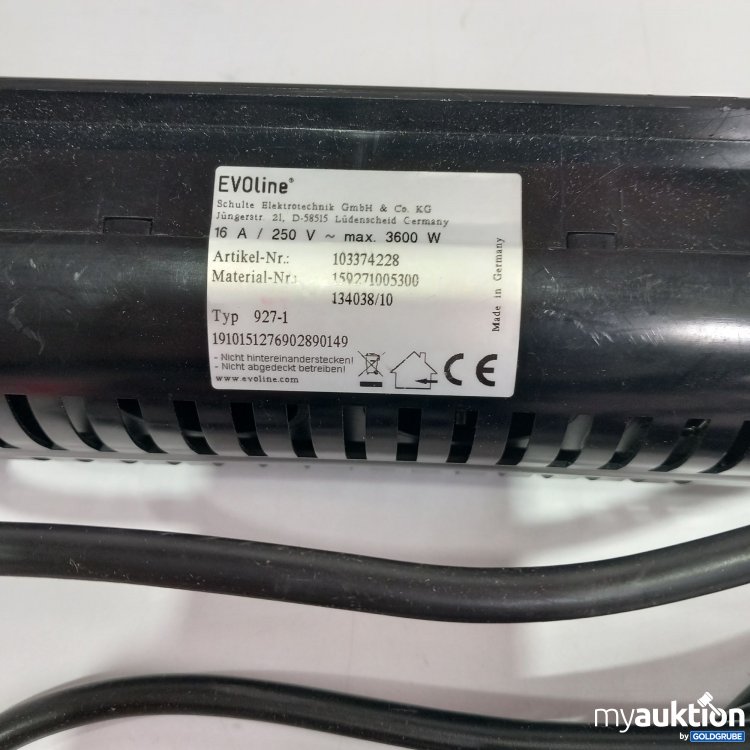 EVOline®
Schulte Elektrotechnik GmbH & Co. KG
Jüngerstr. 21, D-58515 Lüdenscheid Germany
16 A / 250 V ~ max. 3600 W
Artikel-Nr.: 103374228
Material-Nr.: 159271005300
134038/10
Typ 927-1
1910151276902890149
- Nicht hintereinanderstecken!
- Nicht abgedeckt betreiben!
www.evoline.com
CE
Made in Germany
myauktion
by GOLDGRUBE